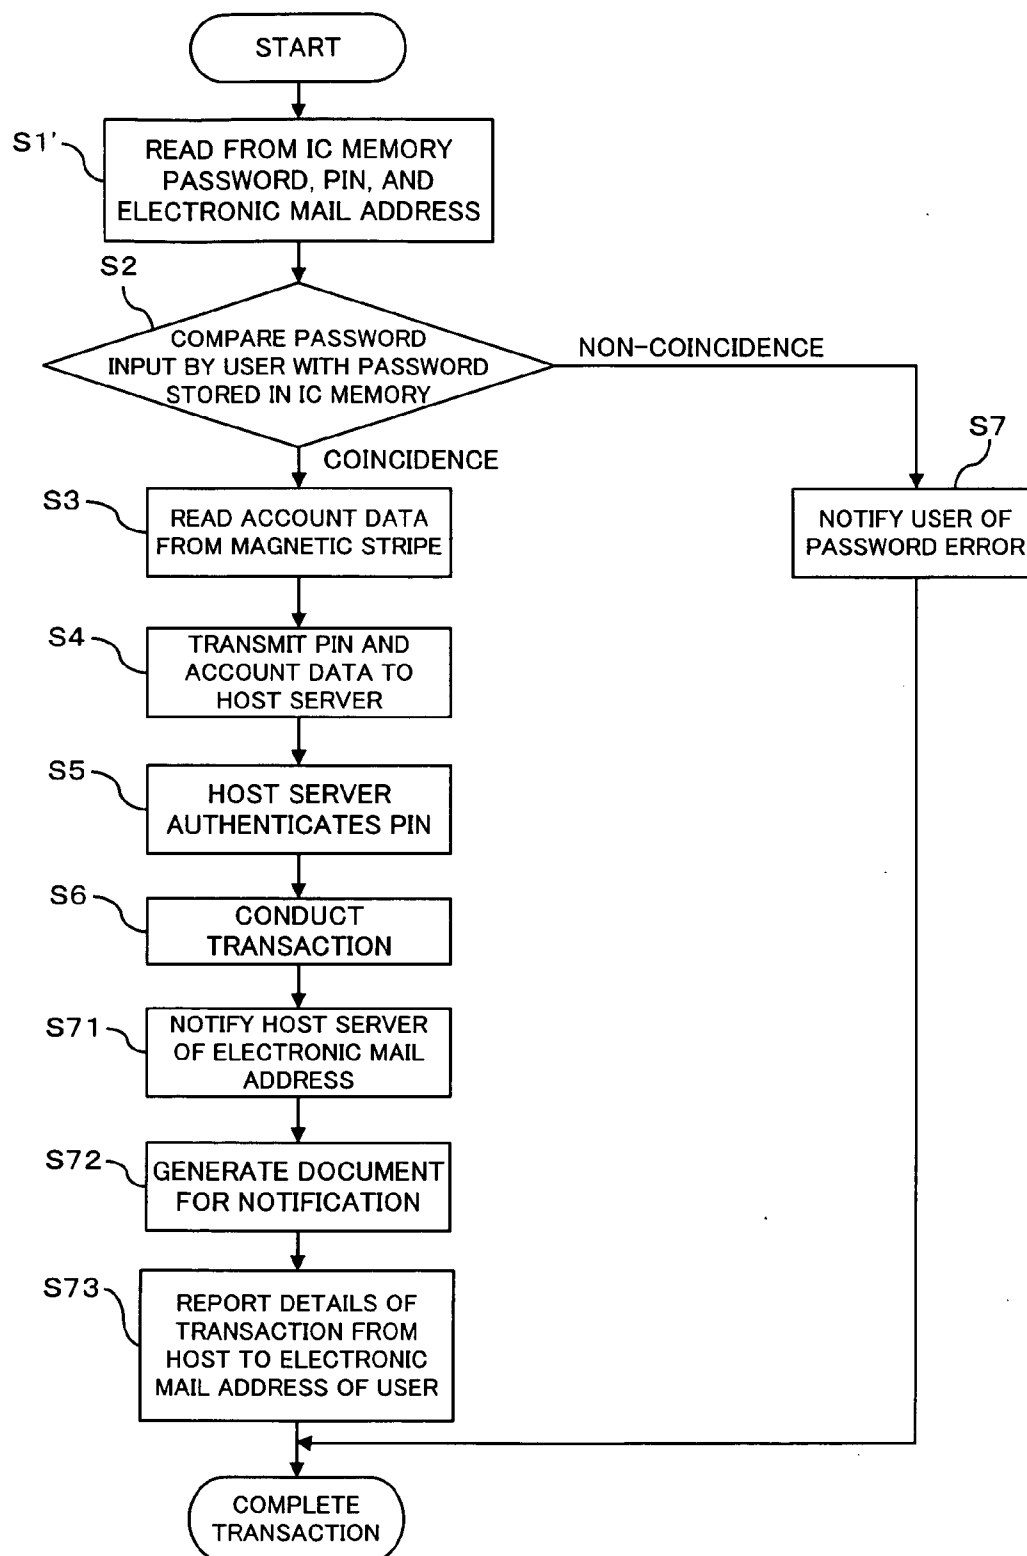 START
S1'
READ FROM IC MEMORY
PASSWORD, PIN, AND
ELECTRONIC MAIL ADDRESS
S2
COMPARE PASSWORD
INPUT BY USER WITH PASSWORD
STORED IN IC MEMORY
NON-COINCIDENCE
COINCIDENCE
S7
NOTIFY USER OF
PASSWORD ERROR
S3
READ ACCOUNT DATA
FROM MAGNETIC STRIPE
S4
TRANSMIT PIN AND
ACCOUNT DATA TO
HOST SERVER
S5
HOST SERVER
AUTHENTICATES PIN
S6
CONDUCT
TRANSACTION
S71
NOTIFY HOST SERVER
OF ELECTRONIC MAIL
ADDRESS
S72
GENERATE DOCUMENT
FOR NOTIFICATION
S73
REPORT DETAILS OF
TRANSACTION FROM
HOST TO ELECTRONIC
MAIL ADDRESS OF USER
COMPLETE
TRANSACTION